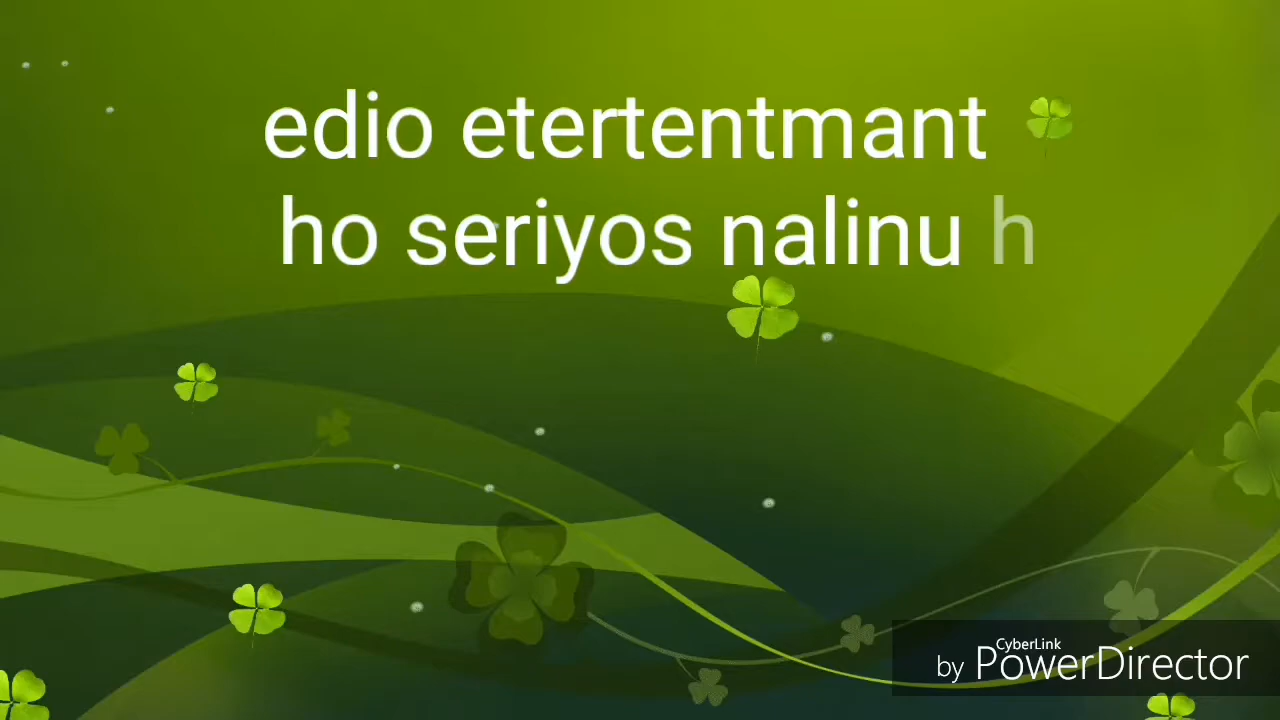 edio etertentmant
ho seriyos nalinu h
CyberLink
by PowerDirector